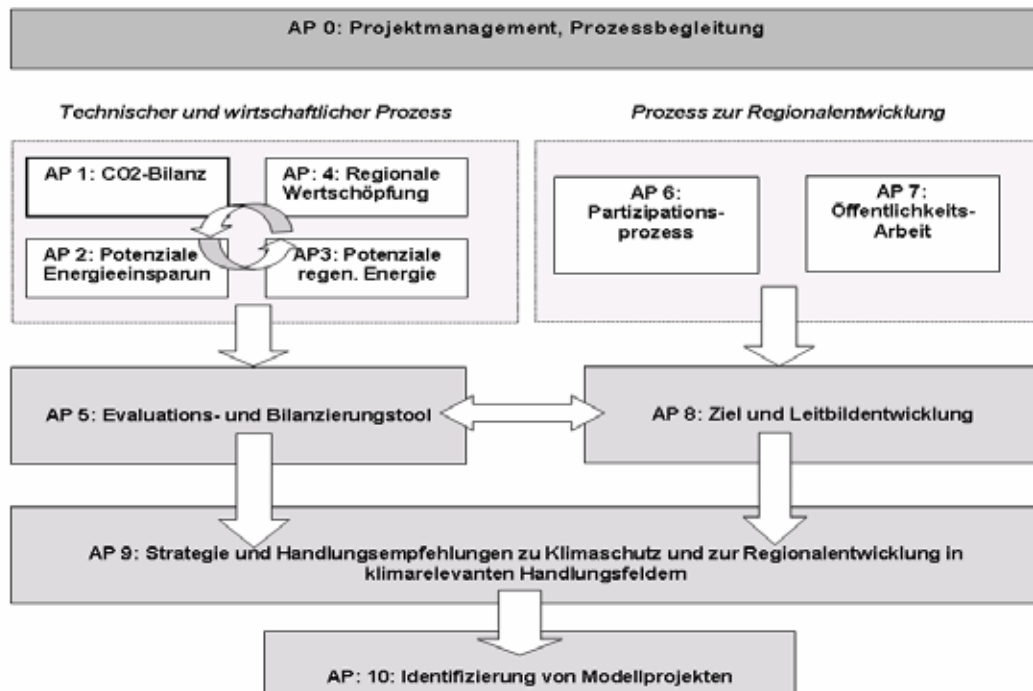 AP 0: Projektmanagement, Prozessbegleitung
Technischer und wirtschaftlicher Prozess
Prozess zur Regionalentwicklung
AP 1: CO2-Bilanz
AP: 4: Regionale
Wertschöpfung
AP 2: Potenziale
Energieeinsparun
AP3: Potenziale
regen. Energie
AP 6:
Partizipations-
prozess
AP 7:
Öffentlichkeits-
Arbeit
AP 5: Evaluations- und Bilanzierungstool
AP 8: Ziel und Leitbildentwicklung
AP 9: Strategie und Handlungsempfehlungen zu Klimaschutz und zur Regionalentwicklung in
klimarelevanten Handlungsfeldern
AP: 10: Identifizierung von Modellprojekten